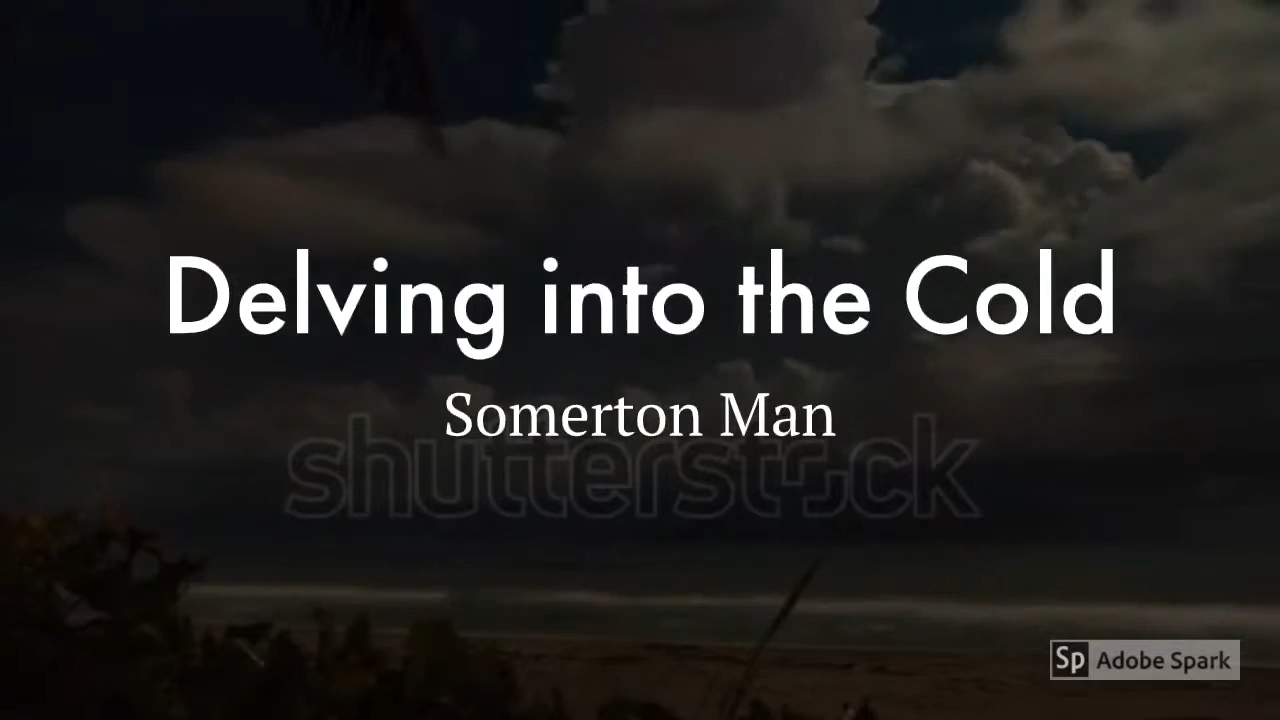 Delving into the Cold
Somerton Man
shutterstock
Sp Adobe Spark